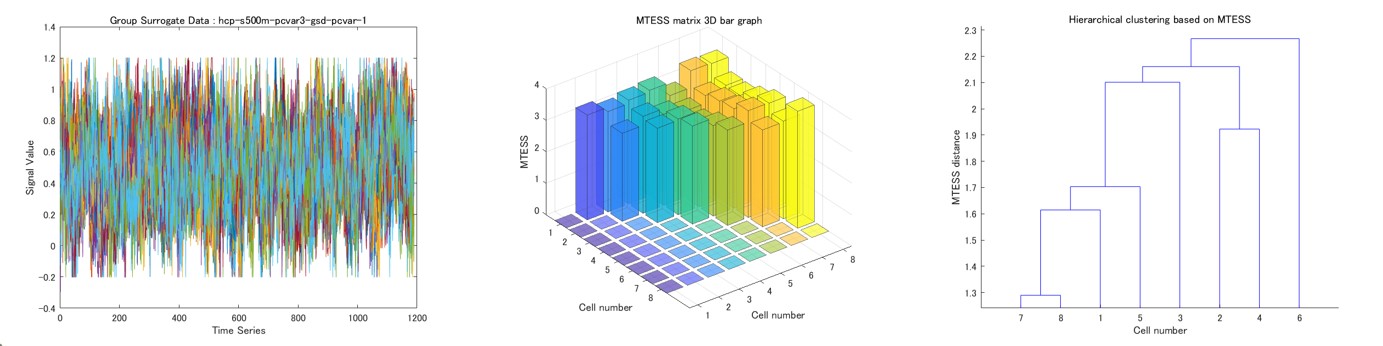 Group Surrogate Data : hcp-s500m-pcvar3-gsd-pcvar-1
1.4
1.2
1
0.8
0.6
0.4
0.2
0
-0.2
-0.4
Signal Value
0 200 400 600 800 1000 1200
Time Series
MTESS matrix 3D bar graph
4
3
2
1
0
MTESS
1 2 3 4 5 6 7 8
Cell number
1 2 3 4 5 6 7 8
Cell number
Hierarchical clustering based on MTESS
2.3
2.2
2.1
2
1.9
1.8
1.7
1.6
1.5
1.4
1.3
MTESS distance
7 8 1 5 3 2 4 6
Cell number